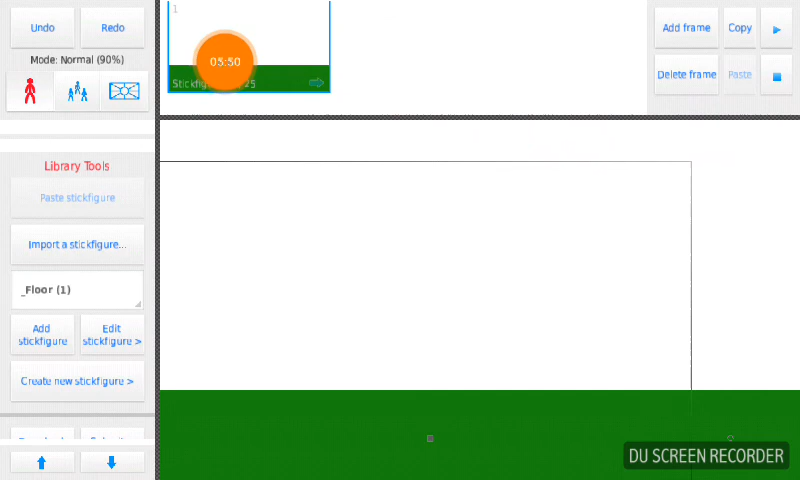 Undo
Redo
Mode: Normal (90%)
1
05:50
Add frame
Copy
Delete frame
Paste
Library Tools
Paste stickfigure
Import a stickfigure...
_Floor (1)
Add stickfigure
Edit stickfigure >
Create new stickfigure >
DU SCREEN RECORDER